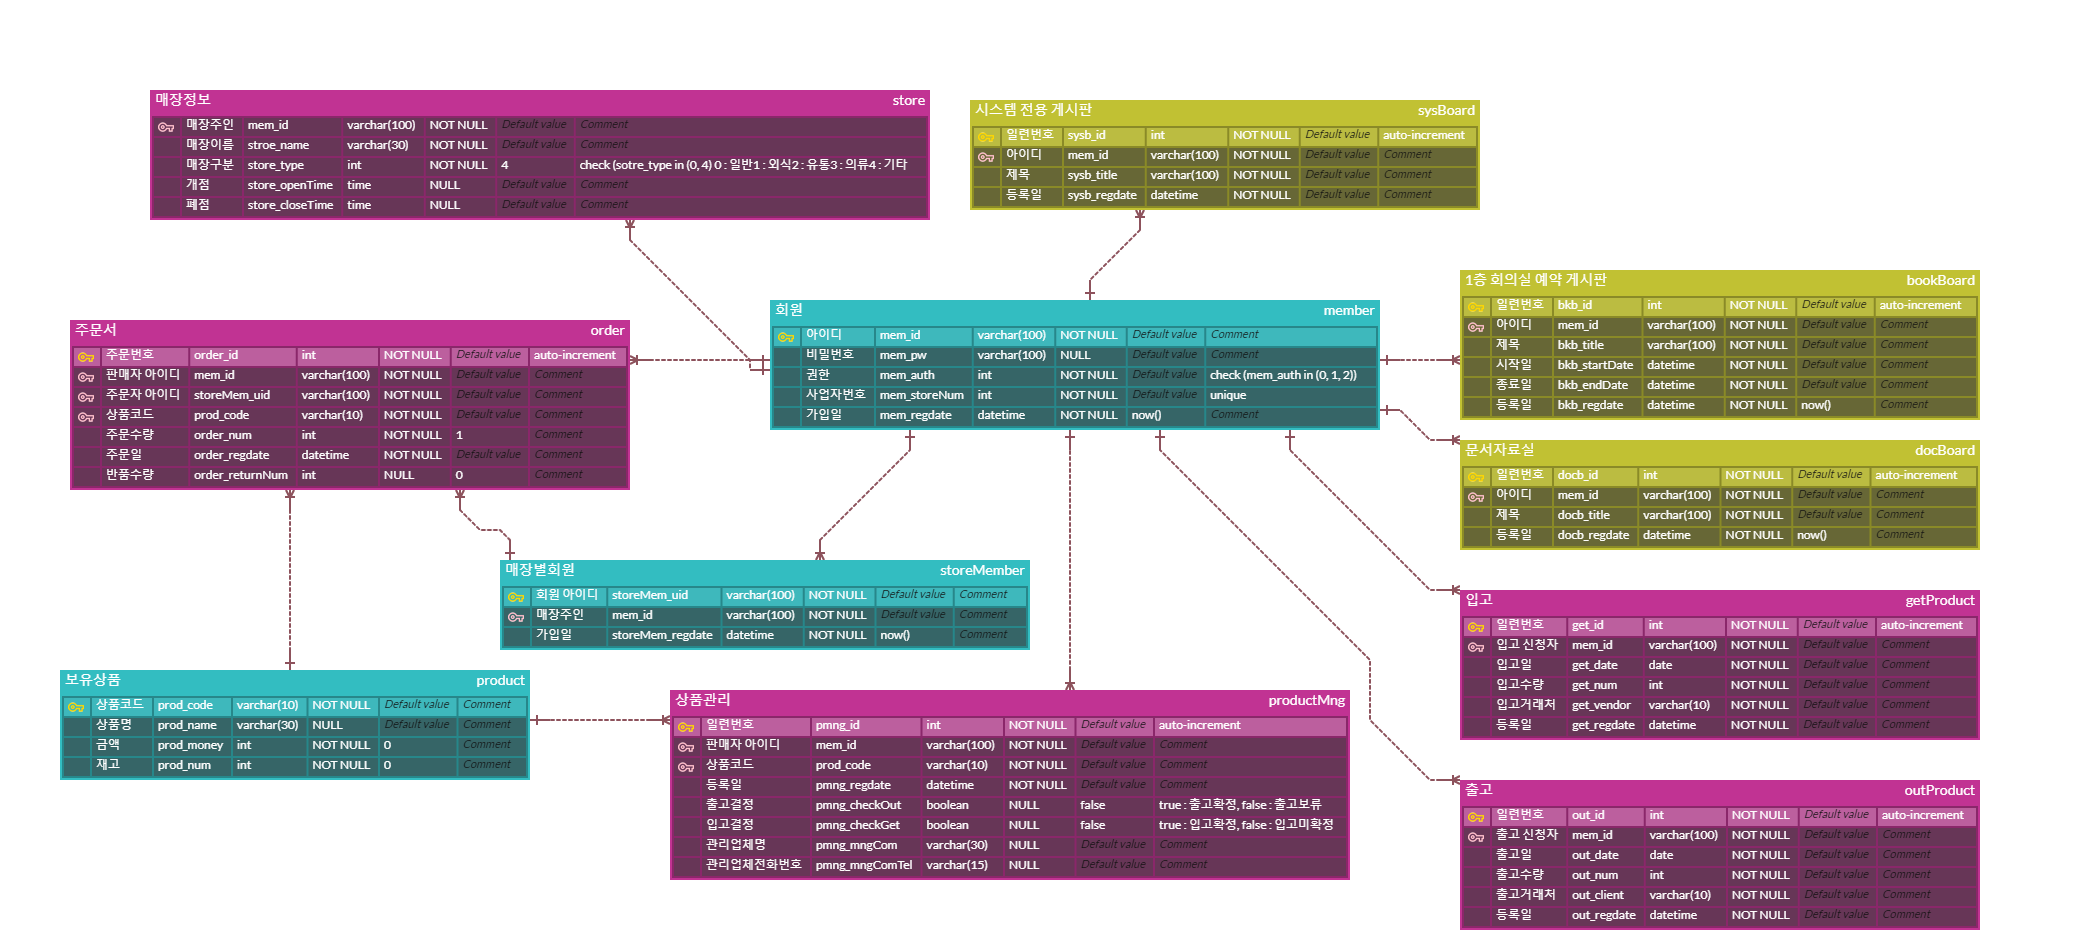 매장정보 store
매장주인 mem_id varchar(100) NOT NULL Default value Comment
매장이름 stroe_name varchar(30) NOT NULL Default value Comment
매장구분 store_type int NOT NULL 4 check (sotre_type in (0, 4) 0 : 일반1 : 외식2 : 유통3 : 의류4 : 기타
개점 store_openTime time NULL Default value Comment
폐점 store_closeTime time NULL Default value Comment
시스템 전용 게시판 sysBoard
일련번호 sysb_id int NOT NULL Default value auto-increment
아이디 mem_id varchar(100) NOT NULL Default value Comment
제목 sysb_title varchar(100) NOT NULL Default value Comment
등록일 sysb_regdate datetime NOT NULL Default value Comment
1층 회의실 예약 게시판 bookBoard
일련번호 bkb_id int NOT NULL Default value auto-increment
아이디 mem_id varchar(100) NOT NULL Default value Comment
제목 bkb_title varchar(100) NOT NULL Default value Comment
시작일 bkb_startDate datetime NOT NULL Default value Comment
종료일 bkb_endDate datetime NOT NULL Default value Comment
등록일 bkb_regdate datetime NOT NULL now() Comment
회원 member
아이디 mem_id varchar(100) NOT NULL Default value Comment
비밀번호 mem_pw varchar(100) NULL Default value Comment
권한 mem_auth int NOT NULL Default value check (mem_auth in (0, 1, 2))
사업자번호 mem_storeNum int NOT NULL Default value unique
가입일 mem_regdate datetime NOT NULL now() Comment
주문서 order
주문번호 order_id int NOT NULL Default value auto-increment
판매자 아이디 mem_id varchar(100) NOT NULL Default value Comment
주문자 아이디 storeMem_uid varchar(100) NOT NULL Default value Comment
상품코드 prod_code varchar(10) NOT NULL Default value Comment
주문수량 order_num int NOT NULL 1 Comment
주문일 order_regdate datetime NOT NULL Default value Comment
반품수량 order_returnNum int NULL 0 Comment
문서자료실 docBoard
일련번호 docb_id int NOT NULL Default value auto-increment
아이디 mem_id varchar(100) NOT NULL Default value Comment
제목 docb_title varchar(100) NOT NULL Default value Comment
등록일 docb_regdate datetime NOT NULL now() Comment
매장별회원 storeMember
회원 아이디 storeMem_uid varchar(100) NOT NULL Default value Comment
매장주인 mem_id varchar(100) NOT NULL Default value Comment
가입일 storeMem_regdate datetime NOT NULL now() Comment
입고 getProduct
일련번호 get_id int NOT NULL Default value auto-increment
입고 신청자 mem_id varchar(100) NOT NULL Default value Comment
입고일 get_date date NOT NULL Default value Comment
입고수량 get_num int NOT NULL Default value Comment
입고거래처 get_vendor varchar(10) NOT NULL Default value Comment
등록일 get_regdate datetime NOT NULL Default value Comment
보유상품 product
상품코드 prod_code varchar(10) NOT NULL Default value Comment
상품명 prod_name varchar(30) NULL Default value Comment
금액 prod_money int NOT NULL 0 Comment
재고 prod_num int NOT NULL 0 Comment
상품관리 productMng
일련번호 pmng_id int NOT NULL Default value auto-increment
판매자 아이디 mem_id varchar(100) NOT NULL Default value Comment
상품코드 prod_code varchar(10) NOT NULL Default value Comment
등록일 pmng_regdate datetime NOT NULL Default value Comment
출고결정 pmng_checkOut boolean NULL false true : 출고확정, false : 출고보류
입고결정 pmng_checkGet boolean NULL false true : 입고확정, false : 입고미확정
관리업체명 pmng_mngCom varchar(30) NULL Default value Comment
관리업체전화번호 pmng_mngComTel varchar(15) NULL Default value Comment
출고 outProduct
일련번호 out_id int NOT NULL Default value auto-increment
출고 신청자 mem_id varchar(100) NOT NULL Default value Comment
출고일 out_date date NOT NULL Default value Comment
출고수량 out_num int NOT NULL Default value Comment
출고거래처 out_client varchar(10) NOT NULL Default value Comment
등록일 out_regdate datetime NOT NULL Default value Comment